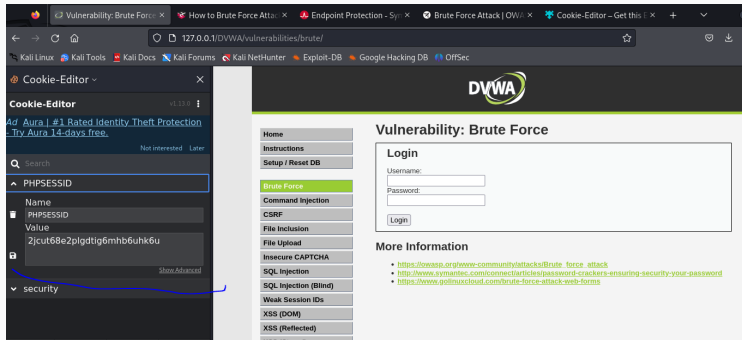 Vulnerability: Brute Force
How to Brute Force Attac
Endpoint Protection - Sym
Brute Force Attack | OWA
Cookie-Editor – Get this E
127.0.0.1/DVWA/vulnerabilities/brute/
Kali Linux Kali Tools Kali Docs Kali Forums Kali NetHunter Exploit-DB Google Hacking DB OffSec
Cookie-Editor
Cookie-Editor v1.13.0
Ad Aura | #1 Rated Identity Theft Protection
- Try Aura 14-days free.
Not interested Later
Search
PHPSESSID
Name
PHPSESSID
Value
2jcut68e2plgdtig6mhb6uhk6u
Show Advanced
security
DVWA
Home
Instructions
Setup / Reset DB
Brute Force
Command Injection
CSRF
File Inclusion
File Upload
Insecure CAPTCHA
SQL Injection
SQL Injection (Blind)
Weak Session IDs
XSS (DOM)
XSS (Reflected)
Vulnerability: Brute Force
Login
Username:
Password:
Login
More Information
https://owasp.org/www-community/attacks/Brute_force_attack
http://www.symantec.com/connect/articles/password-crackers-ensuring-security-your-password
https://www.golinuxcloud.com/brute-force-attack-web-forms